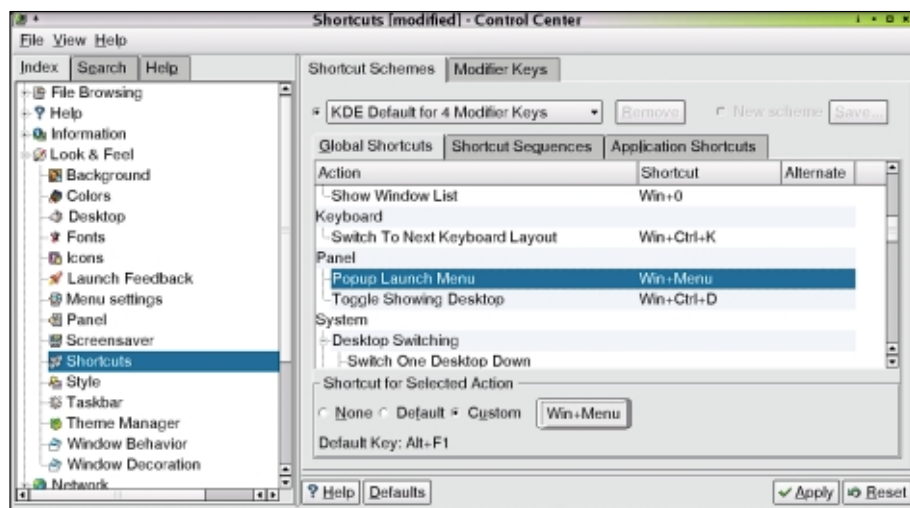 Shortcuts [modified] - Control Center
File View Help
Index Search Help
File Browsing
Help
Information
Look & Feel
Background
Colors
Desktop
Fonts
Icons
Launch Feedback
Menu settings
Panel
Screensaver
Shortcuts
Style
Taskbar
Theme Manager
Window Behavior
Window Decoration
Network
Shortcut Schemes Modifier Keys
KDE Default for 4 Modifier Keys Remove New scheme Save...
Global Shortcuts Shortcut Sequences Application Shortcuts
Action Shortcut Alternate
Show Window List Win+0
Keyboard
Switch To Next Keyboard Layout Win+Ctrl+K
Panel
Popup Launch Menu Win+Menu
Toggle Showing Desktop Win+Ctrl+D
System
Desktop Switching
Switch One Desktop Down
Shortcut for Selected Action
None Default Custom Win+Menu
Default Key: Alt+F1
? Help Defaults Apply Reset